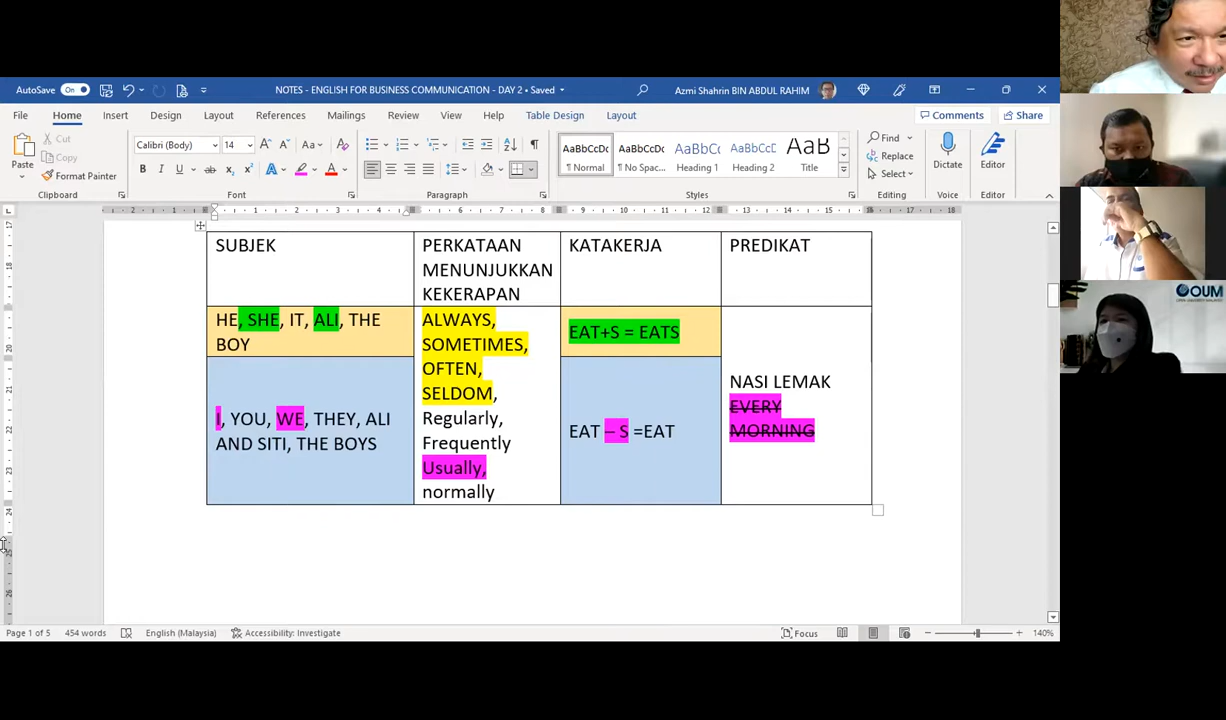 AutoSave On NOTES - ENGLISH FOR BUSINESS COMMUNICATION - DAY 2 • Saved Azmi Shahrin BIN ABDUL RAHIM
File Home Insert Design Layout References Mailings Review View Help Table Design Layout Comments Share
Paste Cut Copy Format Painter
Clipboard
Calibri (Body) 14
Font
Paragraph
AaBbCcDc AaBbCcDc AaBbCc AaBbCcD AaB
¶ Normal ¶ No Spac... Heading 1 Heading 2 Title
Styles
Find Replace Select
Editing
Dictate
Voice
Editor
Editor
SUBJEK
PERKATAAN
MENUNJUKKAN
KEKERAPAN
KATAKERJA
PREDIKAT
HE, SHE, IT, ALI, THE
BOY
ALWAYS,
SOMETIMES,
OFTEN,
SELDOM,
Regularly,
Frequently
Usually,
normally
EAT+S = EATS
NASI LEMAK
EVERY
MORNING
I, YOU, WE, THEY, ALI
AND SITI, THE BOYS
EAT – S =EAT
Page 1 of 5 454 words English (Malaysia) Accessibility: Investigate Focus 140%
OUM